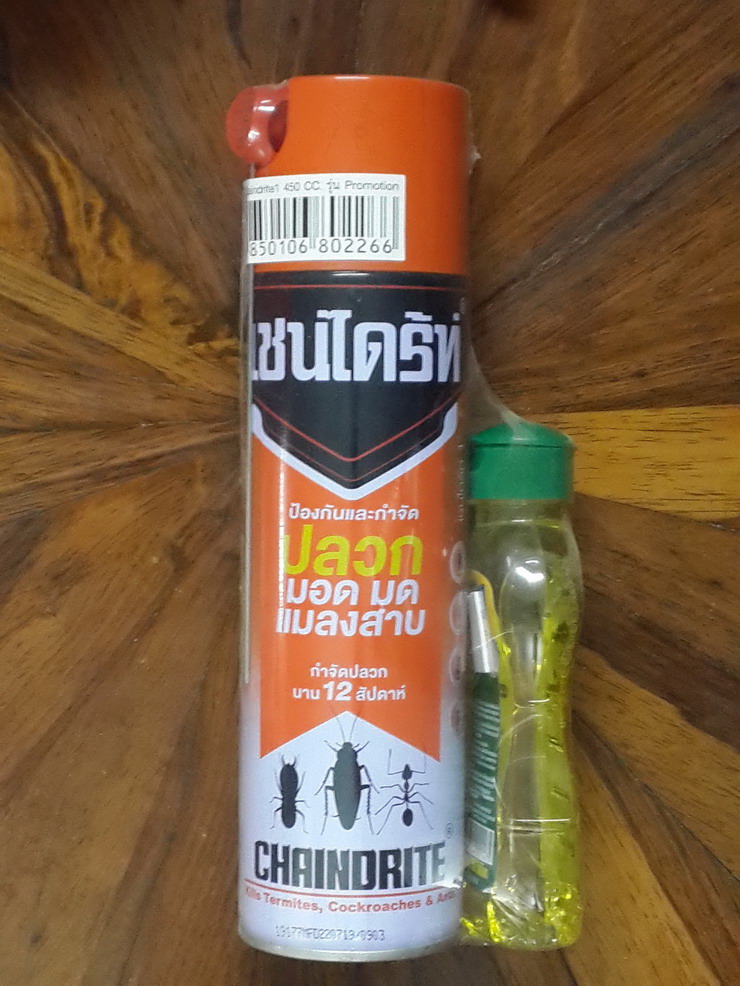 aindrite1 450 CC. รุ่น Promotion
850106 802266
เชนไดร้ท์
ป้องกันและกำจัด
ปลวก
มอด มด
แมลงสาบ
กำจัดปลวก
นาน 12 สัปดาห์
CHAINDRITE
Kills Termites, Cockroaches & Ants
19177MFD220719/0903